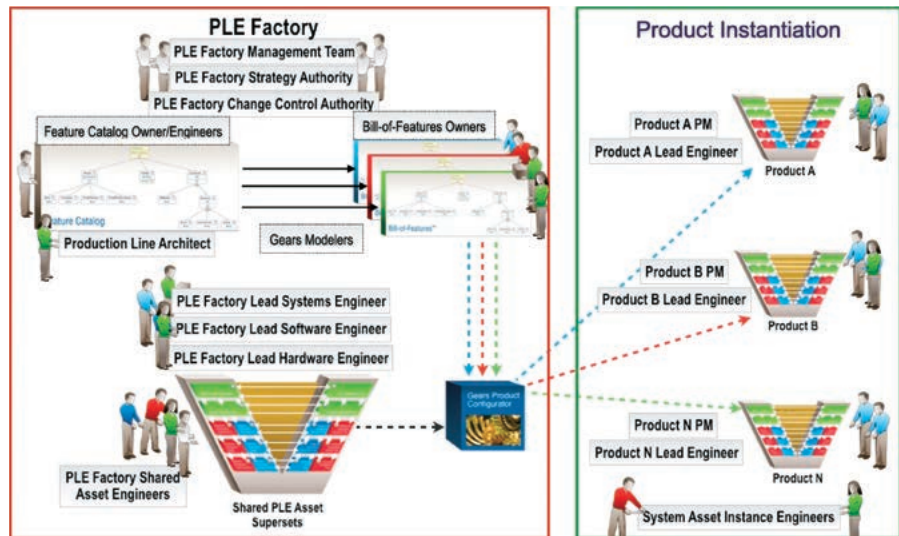 PLE Factory
PLE Factory Management Team
PLE Factory Strategy Authority
PLE Factory Change Control Authority
Feature Catalog Owner/Engineers
Bill-of-Features Owners
eature Catalog
Bill-of-Features™
Production Line Architect
Gears Modelers
PLE Factory Lead Systems Engineer
PLE Factory Lead Software Engineer
PLE Factory Lead Hardware Engineer
Gears Product
Configurator
PLE Factory Shared
Asset Engineers
Shared PLE Asset
Supersets
Product Instantiation
Product A PM
Product A Lead Engineer
Product A
Product B PM
Product B Lead Engineer
Product B
Product N PM
Product N Lead Engineer
Product N
System Asset Instance Engineers